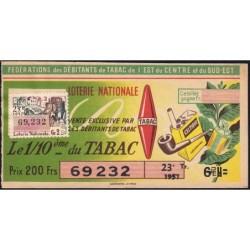 FÉDÉRATIONS DES DÉBITANTS DE TABAC de L'EST du CENTRE et du SUD-EST
LOTERIE NATIONALE
TABAC
69232
VENTE EXCLUSIVE PAR
LES DÉBITANTS DE TABAC
Le 1/10ème du TABAC
23e Tr.
1957
Prix 200 Frs
69232